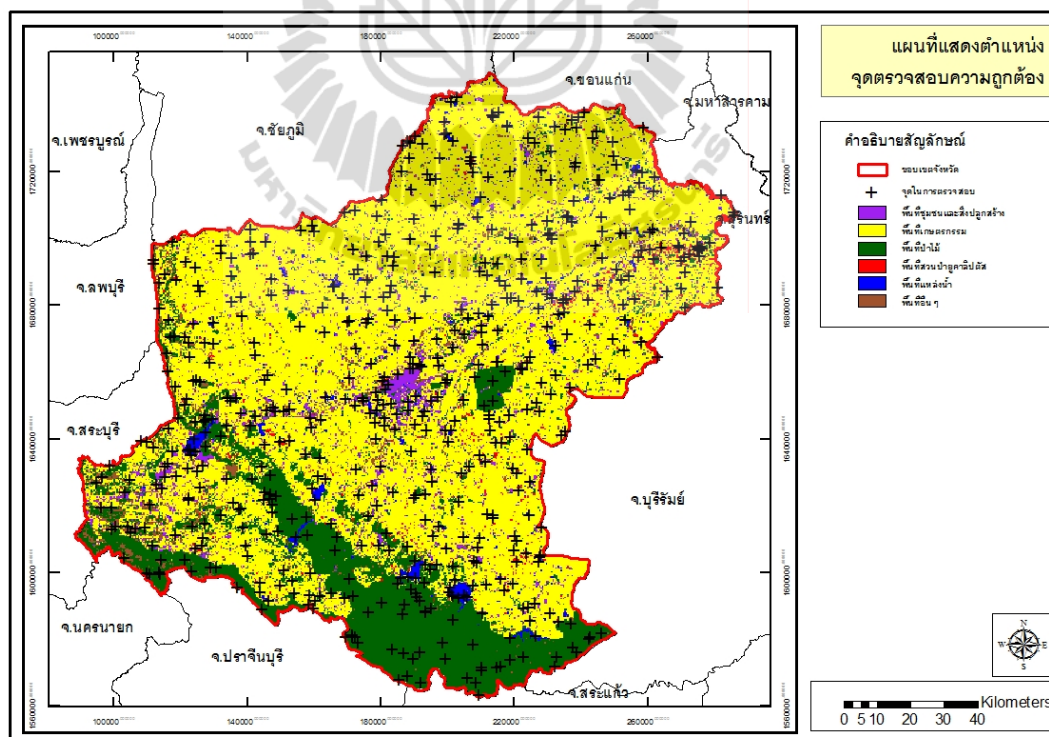 แผนที่แสดงตำแหน่ง
จุดตรวจสอบความถูกต้อง
คำอธิบายสัญลักษณ์
ขอบเขตจังหวัด
จุดในการตรวจสอบ
พื้นที่ชุมชนและสิ่งปลูกสร้าง
พื้นที่เกษตรกรรม
พื้นที่ป่าไม้
พื้นที่สวนป่ายูคาลิปตัส
พื้นที่แหล่งน้ำ
พื้นที่อื่น ๆ
100000
140000
180000
220000
260000
จ.ขอนแก่น
จ.มหาสารคาม
จ.ชัยภูมิ
จ.เพชรบูรณ์
1720000
1720000
จ.ลพบุรี
1680000
1680000
จ.สระบุรี
1640000
1640000
จ.บุรีรัมย์
1600000
1600000
จ.นครนายก
จ.ปราจีนบุรี
จ.สระแก้ว
1560000
1560000
100000
140000
180000
220000
260000
N
W
E
S
Kilometers
0 5 10 20 30 40